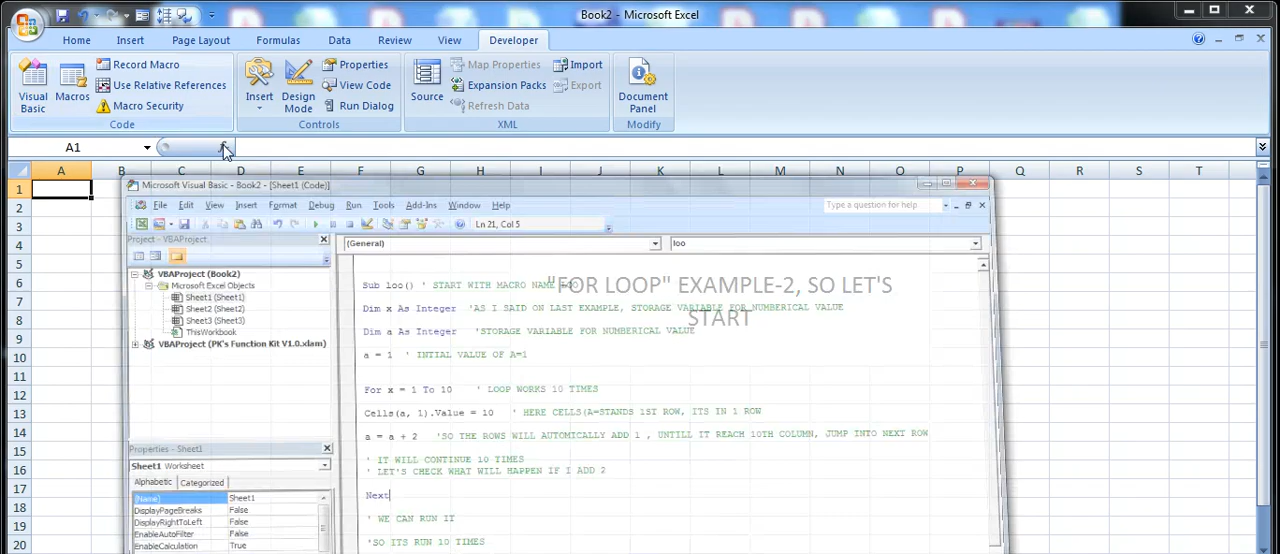 Book2 - Microsoft Excel
Home Insert Page Layout Formulas Data Review View Developer
Visual Basic
Macros
Record Macro
Use Relative References
Macro Security
Code
Insert
Design Mode
Properties
View Code
Run Dialog
Controls
Source
Map Properties
Expansion Packs
Refresh Data
Import
Export
XML
Document Panel
Modify
A1
A B C D E F G H I J K L M N O P Q R S T
1
2
3
4
5
6
7
8
9
10
11
12
13
14
15
16
17
18
19
20
Microsoft Visual Basic - Book2 - [Sheet1 (Code)]
File Edit View Insert Format Debug Run Tools Add-Ins Window Help
Type a question for help
Ln 21, Col 5
Project - VBAProject
VBAProject (Book2)
Microsoft Excel Objects
Sheet1 (Sheet1)
Sheet2 (Sheet2)
Sheet3 (Sheet3)
ThisWorkbook
VBAProject (PK's Function Kit V1.0.xlam)
Properties - Sheet1
Sheet1 Worksheet
Alphabetic Categorized
(Name) Sheet1
DisplayPageBreaks False
DisplayRightToLeft False
EnableAutoFilter False
EnableCalculation True
(General)
loo
"FOR LOOP" EXAMPLE-2, SO LET'S
START
Sub loo() ' START WITH MACRO NAME
Dim x As Integer 'AS I SAID ON LAST EXAMPLE, STORAGE VARIABLE FOR NUMBERICAL VALUE
Dim a As Integer 'STORAGE VARIABLE FOR NUMBERICAL VALUE
a = 1 ' INTIAL VALUE OF A=1
For x = 1 To 10 ' LOOP WORKS 10 TIMES
Cells(a, 1).Value = 10 ' HERE CELLS(A=STANDS 1ST ROW, ITS IN 1 ROW
a = a + 2 'SO THE ROWS WILL AUTOMICALLY ADD 1 , UNTILL IT REACH 10TH COLUMN, JUMP INTO NEXT ROW
' IT WILL CONTINUE 10 TIMES
' LET'S CHECK WHAT WILL HAPPEN IF I ADD 2
Next
' WE CAN RUN IT
'SO ITS RUN 10 TIMES